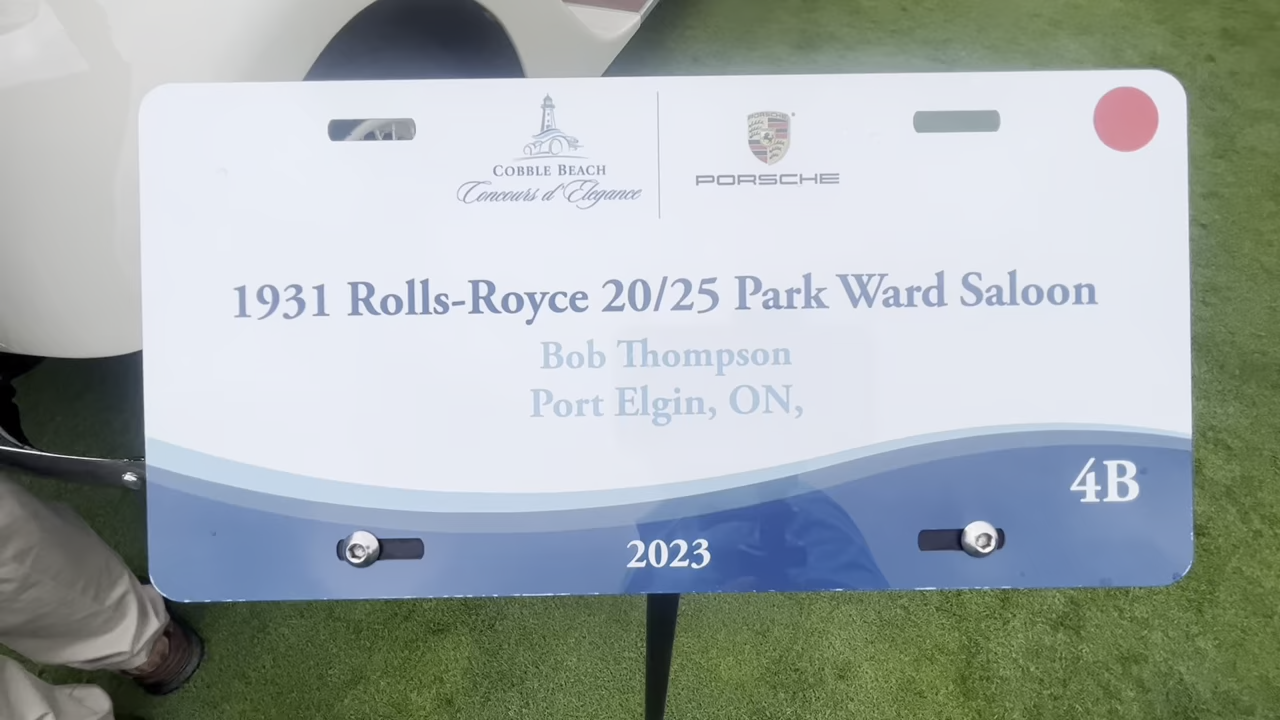 COBBLE BEACH
Concours d'Elegance
PORSCHE
PORSCHE
1931 Rolls-Royce 20/25 Park Ward Saloon
Bob Thompson
Port Elgin, ON,
4B
2023